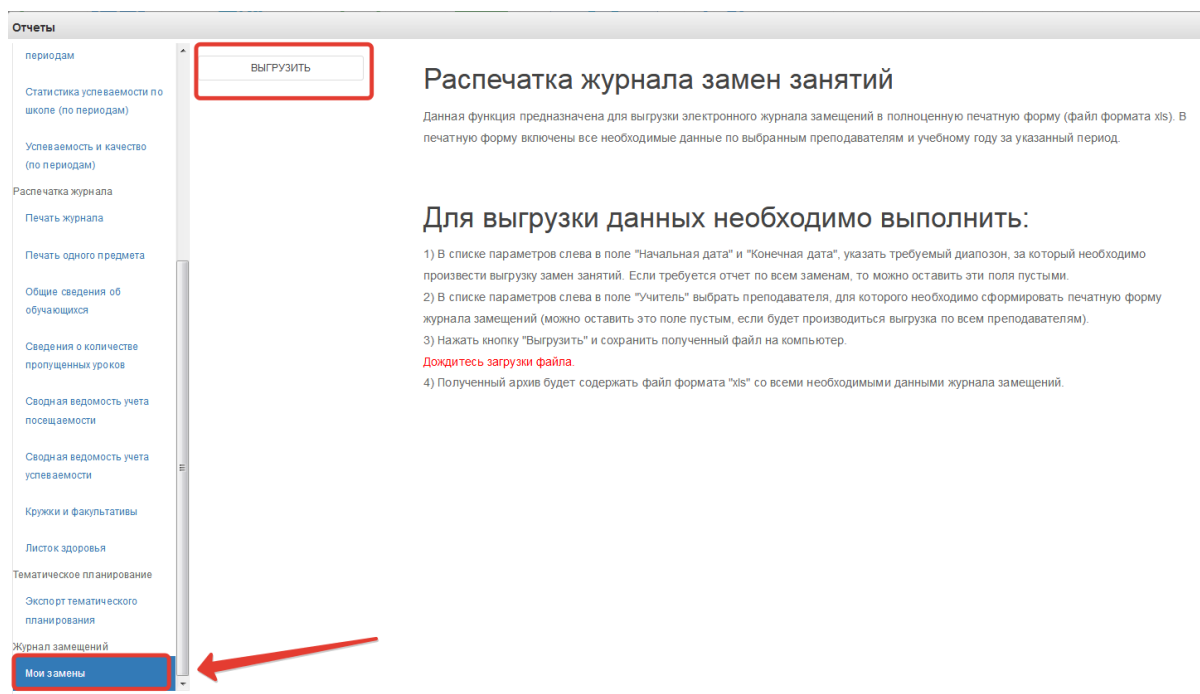 Отчеты
периодам
Статистика успеваемости по
школе (по периодам)
Успеваемость и качество
(по периодам)
Распечатка журнала
Печать журнала
Печать одного предмета
Общие сведения об
обучающихся
Сведения о количестве
пропущенных уроков
Сводная ведомость учета
посещаемости
Сводная ведомость учета
успеваемости
Кружки и факультативы
Листок здоровья
Тематическое планирование
Экспорт тематического
планирования
Журнал замещений
Мои замены
ВЫГРУЗИТЬ
Распечатка журнала замен занятий
Данная функция предназначена для выгрузки электронного журнала замещений в полноценную печатную форму (файл формата xls). В
печатную форму включены все необходимые данные по выбранным преподавателям и учебному году за указанный период.
Для выгрузки данных необходимо выполнить:
1) В списке параметров слева в поле "Начальная дата" и "Конечная дата", указать требуемый диапозон, за который необходимо
произвести выгрузку замен занятий. Если требуется отчет по всем заменам, то можно оставить эти поля пустыми.
2) В списке параметров слева в поле "Учитель" выбрать преподавателя, для которого необходимо сформировать печатную форму
журнала замещений (можно оставить это поле пустым, если будет производиться выгрузка по всем преподавателям).
3) Нажать кнопку "Выгрузить" и сохранить полученный файл на компьютер.
Дождитесь загрузки файла.
4) Полученный архив будет содержать файл формата "xls" со всеми необходимыми данными журнала замещений.